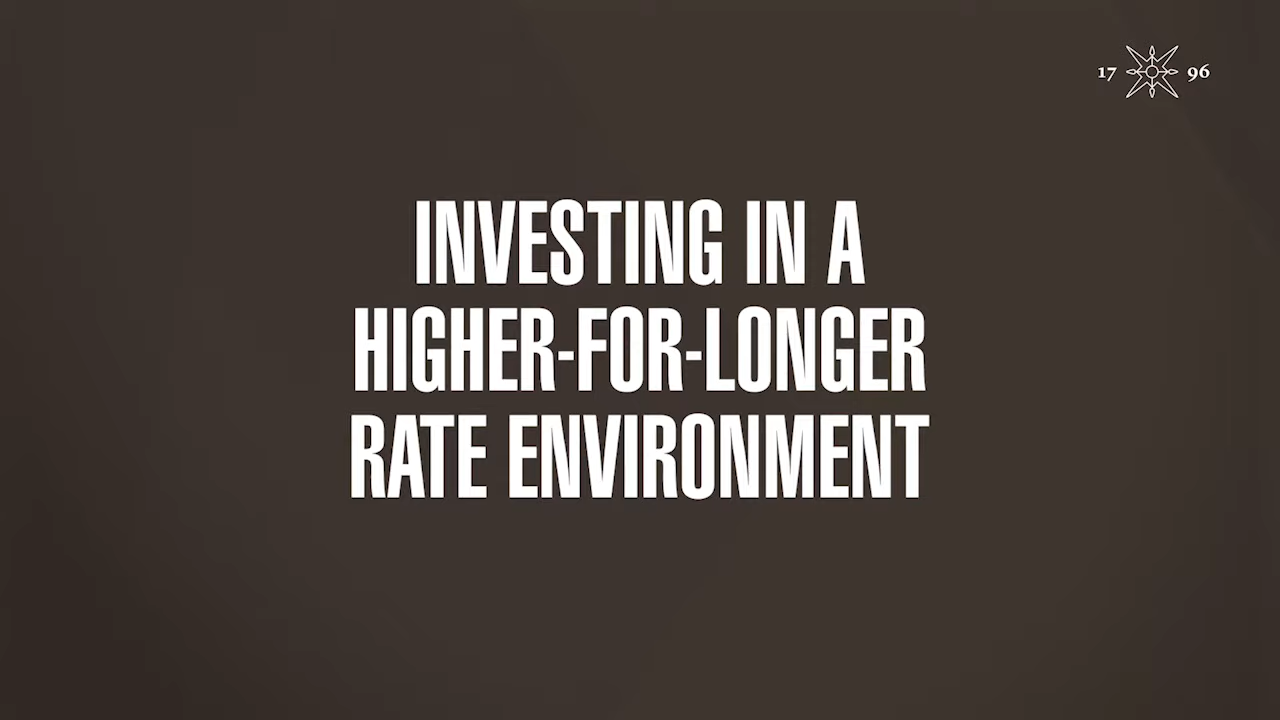 17 96
INVESTING IN A
HIGHER-FOR-LONGER
RATE ENVIRONMENT